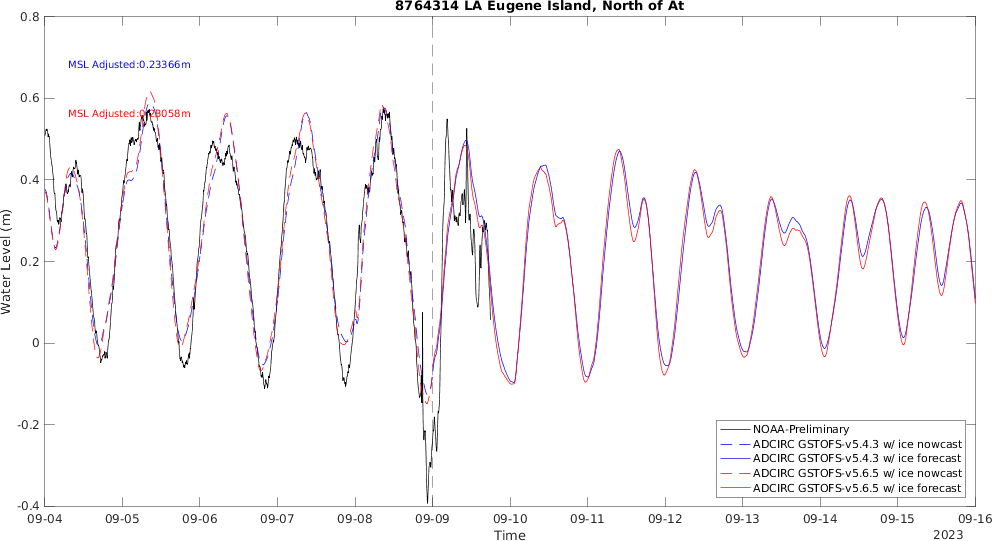 8764314 LA Eugene Island, North of At
MSL Adjusted:0.23366m
MSL Adjusted:0.23058m
Water Level (m)
0.8
0.6
0.4
0.2
0
-0.2
-0.4
09-04 09-05 09-06 09-07 09-08 09-09 09-10 09-11 09-12 09-13 09-14 09-15 09-16
Time
2023
NOAA-Preliminary
ADCIRC GSTOFS-v5.4.3 w/ ice nowcast
ADCIRC GSTOFS-v5.4.3 w/ ice forecast
ADCIRC GSTOFS-v5.6.5 w/ ice nowcast
ADCIRC GSTOFS-v5.6.5 w/ ice forecast